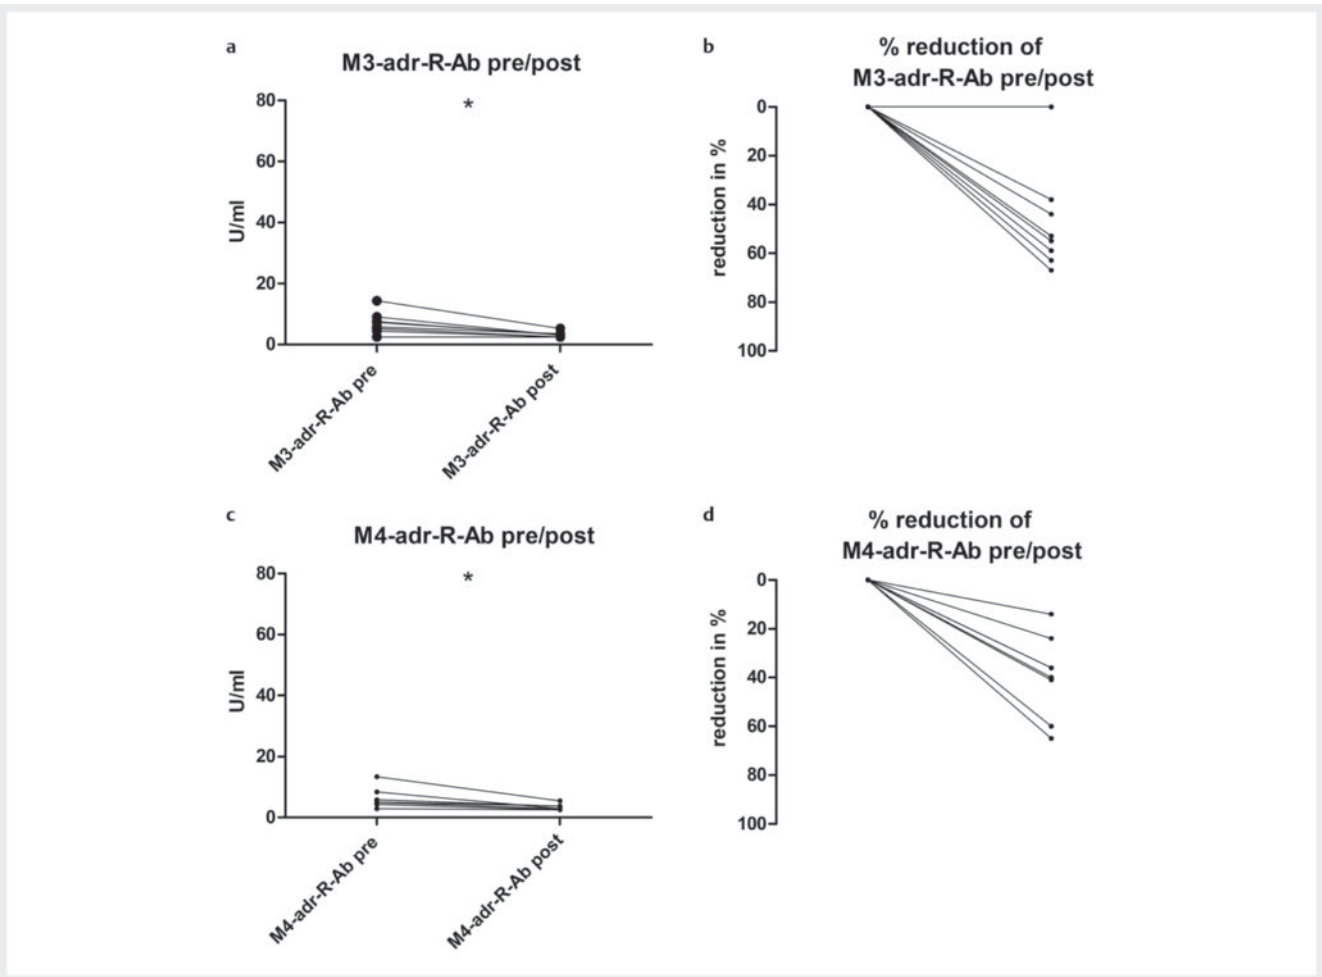 a
M3-adr-R-Ab pre/post
*
80
60
40
20
0
U/ml
M3-adr-R-Ab pre
M3-adr-R-Ab post
b
% reduction of
M3-adr-R-Ab pre/post
0
20
40
60
80
100
reduction in %
c
M4-adr-R-Ab pre/post
*
80
60
40
20
0
U/ml
M4-adr-R-Ab pre
M4-adr-R-Ab post
d
% reduction of
M4-adr-R-Ab pre/post
0
20
40
60
80
100
reduction in %